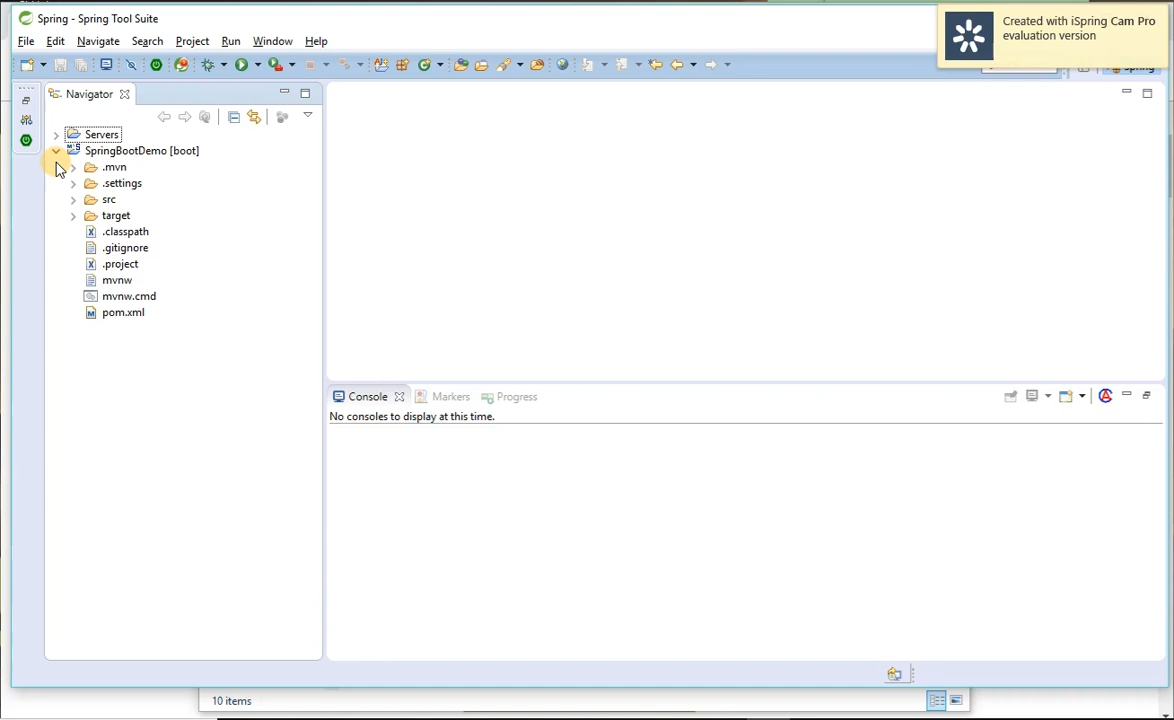 Spring - Spring Tool Suite
Created with iSpring Cam Pro
evaluation version
File Edit Navigate Search Project Run Window Help
Navigator
Servers
SpringBootDemo [boot]
.mvn
.settings
src
target
.classpath
.gitignore
.project
mvnw
mvnw.cmd
pom.xml
Console Markers Progress
No consoles to display at this time.
10 items